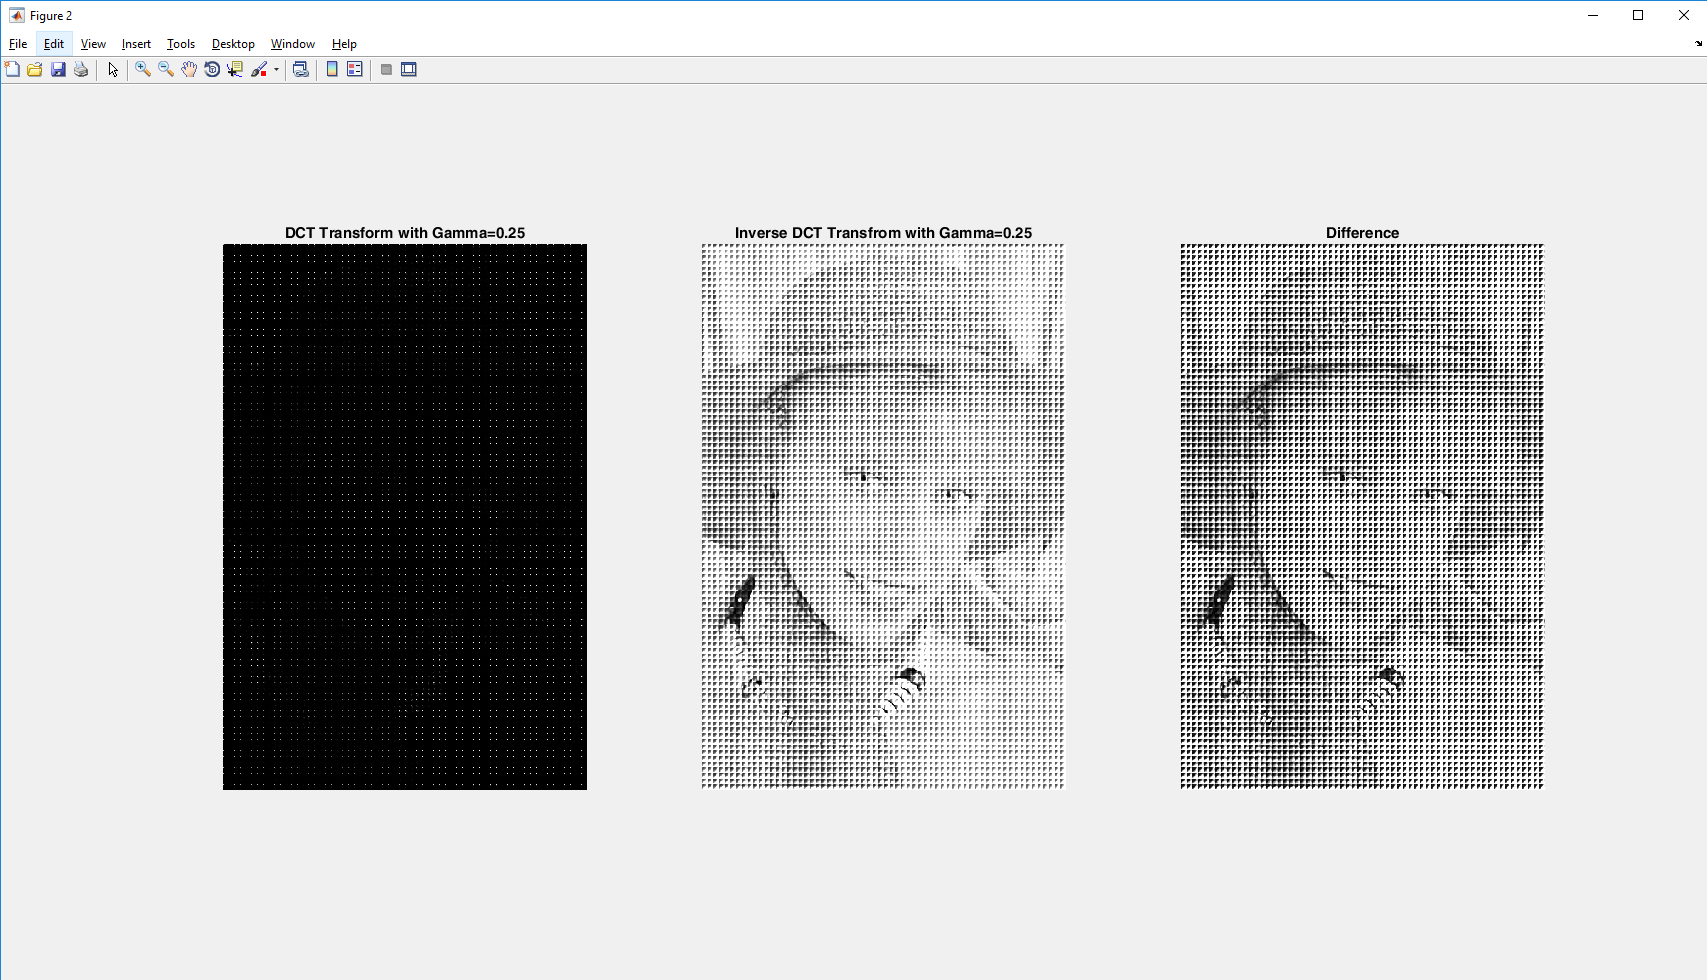 Figure 2
File Edit View Insert Tools Desktop Window Help
DCT Transform with Gamma=0.25
Inverse DCT Transfrom with Gamma=0.25
Difference